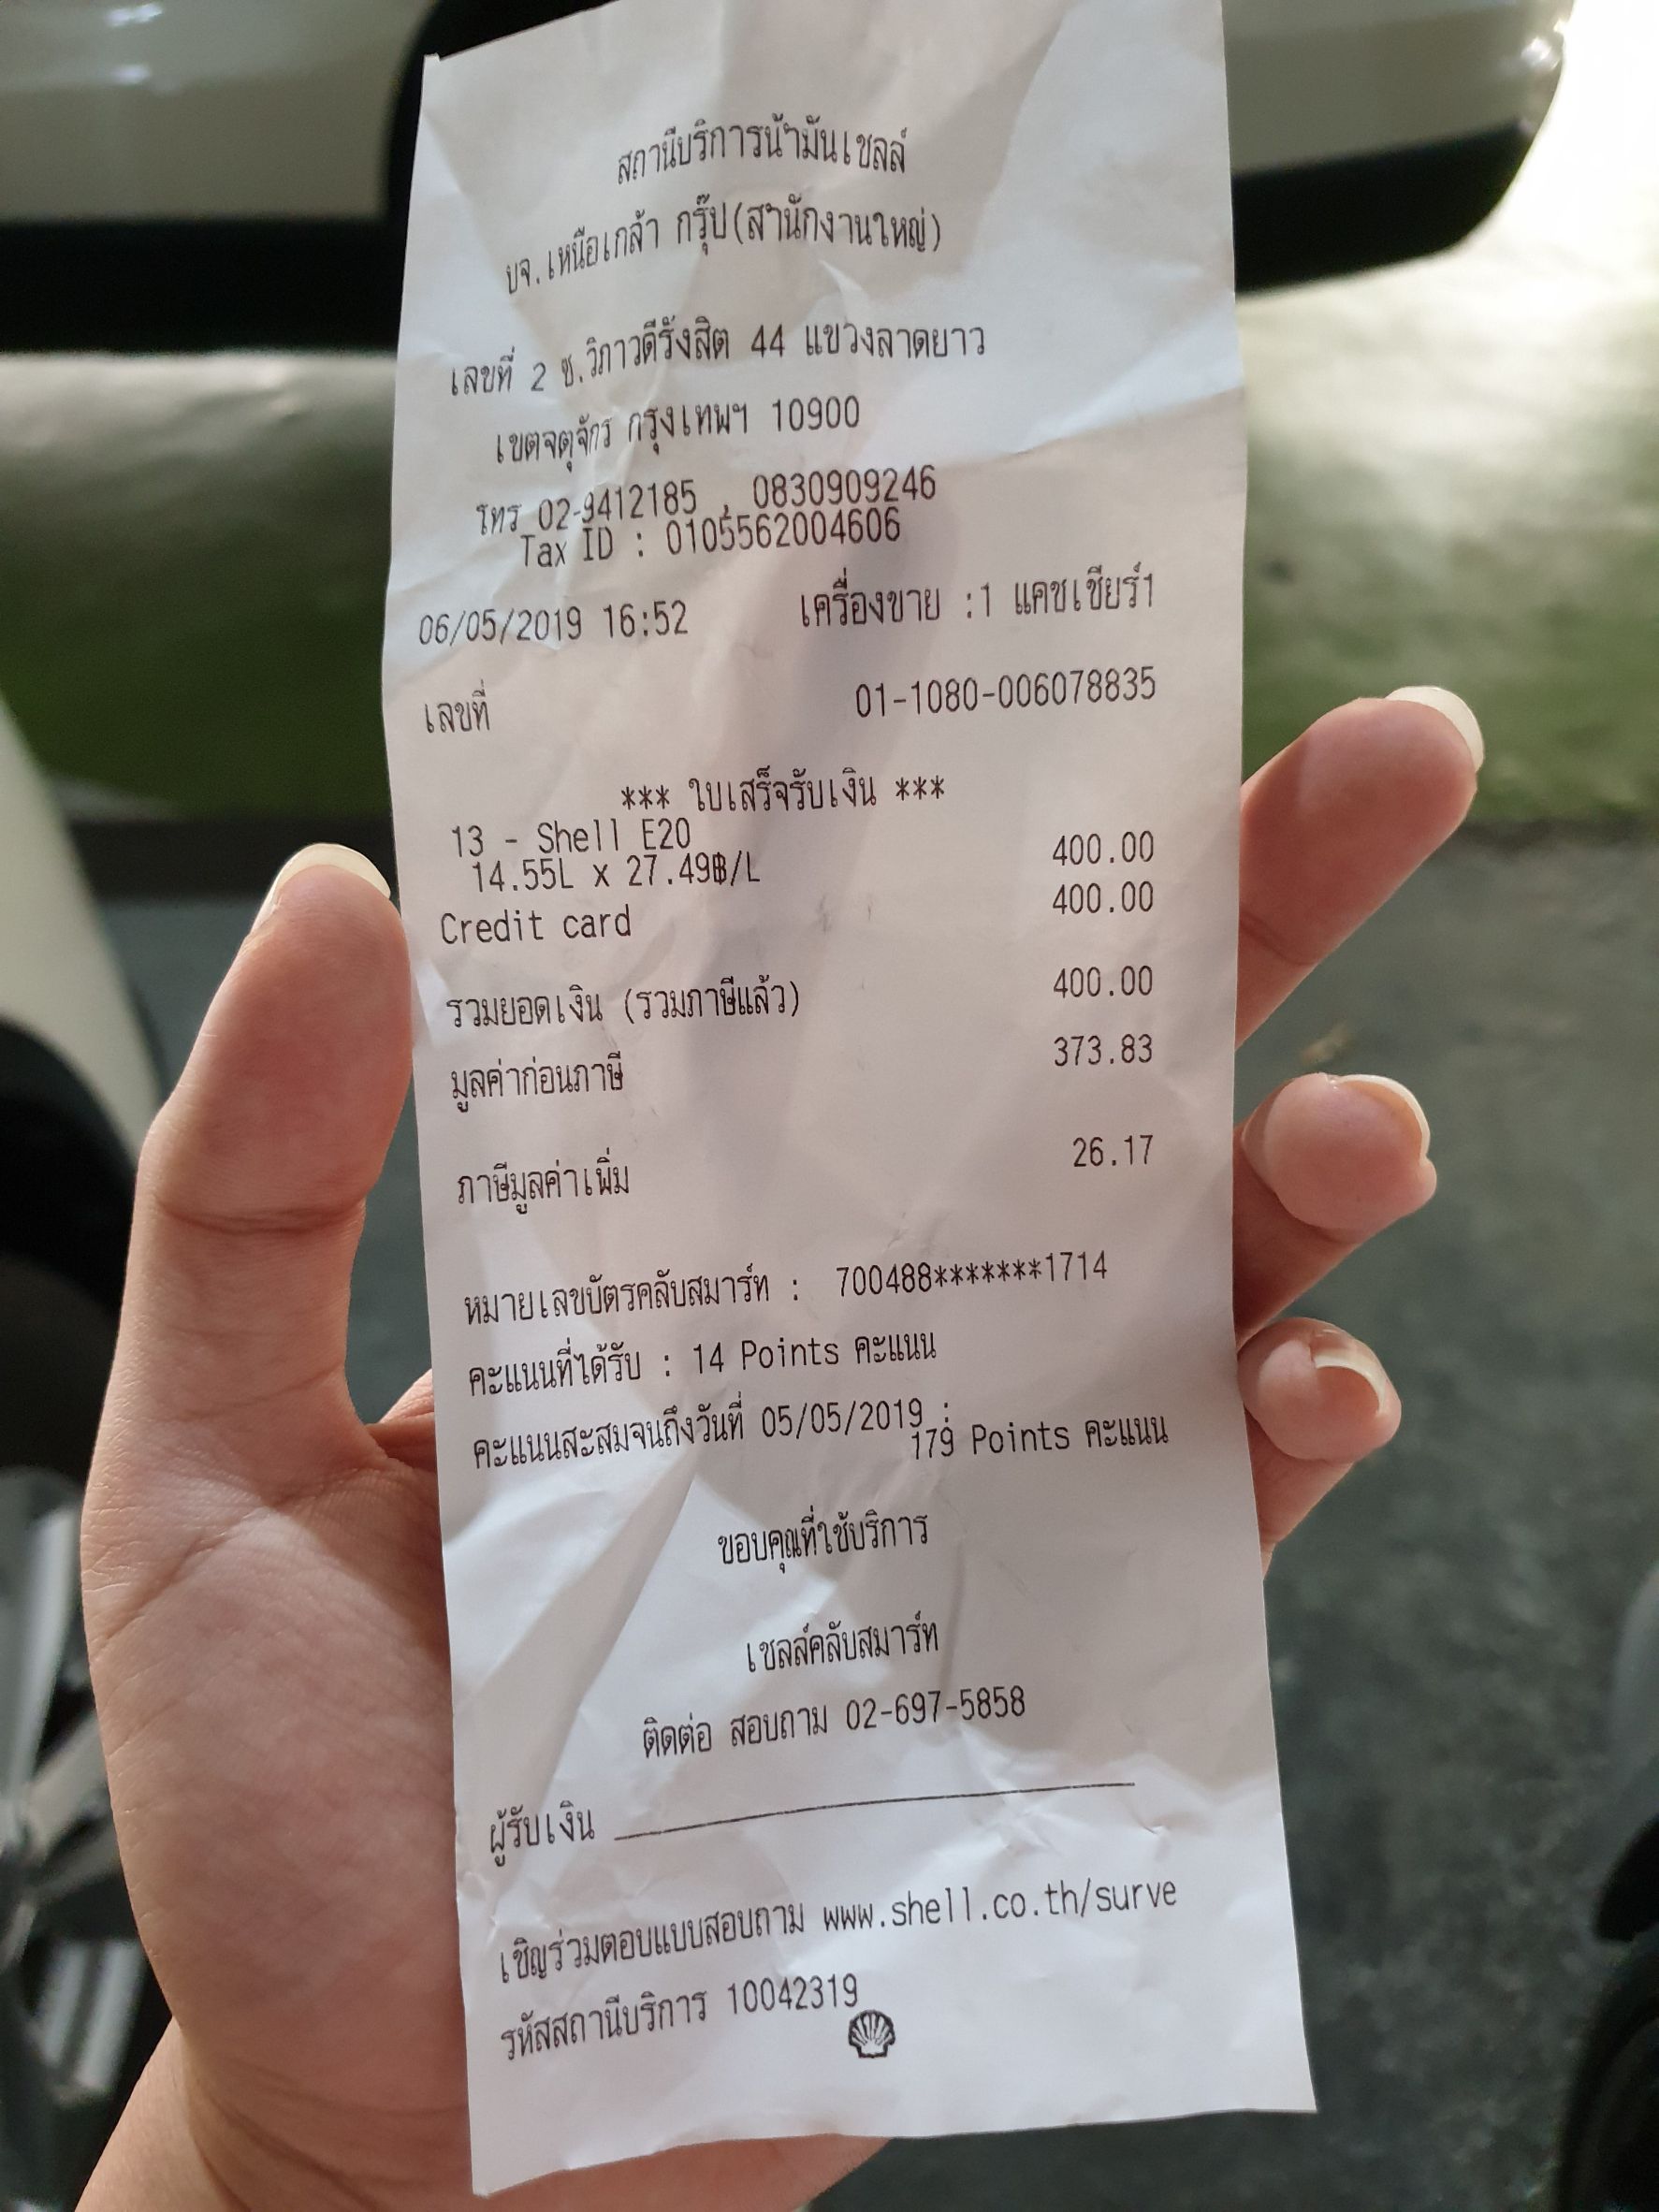 สถานีบริการน้ำมันเชลล์
บจ.เหนือเกล้า กรุ๊ป(สำนักงานใหญ่)
เลขที่ 2 ซ.วิภาวดีรังสิต 44 แขวงลาดยาว
เขตจตุจักร กรุงเทพฯ 10900
โทร 02-9412185 , 0830909246
Tax ID : 0105562004606
06/05/2019 16:52 เครื่องขาย :1 แคชเชียร์1
เลขที่ 01-1080-006078835
*** ใบเสร็จรับเงิน ***
13 - Shell E20
14.55L x 27.49฿/L 400.00
Credit card 400.00
รวมยอดเงิน (รวมภาษีแล้ว) 400.00
มูลค่าก่อนภาษี 373.83
ภาษีมูลค่าเพิ่ม 26.17
หมายเลขบัตรคลับสมาร์ท : 700488*******1714
คะแนนที่ได้รับ : 14 Points คะแนน
คะแนนสะสมจนถึงวันที่ 05/05/2019 :
179 Points คะแนน
ขอบคุณที่ใช้บริการ
เชลล์คลับสมาร์ท
ติดต่อ สอบถาม 02-697-5858
ผู้รับเงิน
เชิญร่วมตอบแบบสอบถาม www.shell.co.th/surve
รหัสสถานีบริการ 10042319